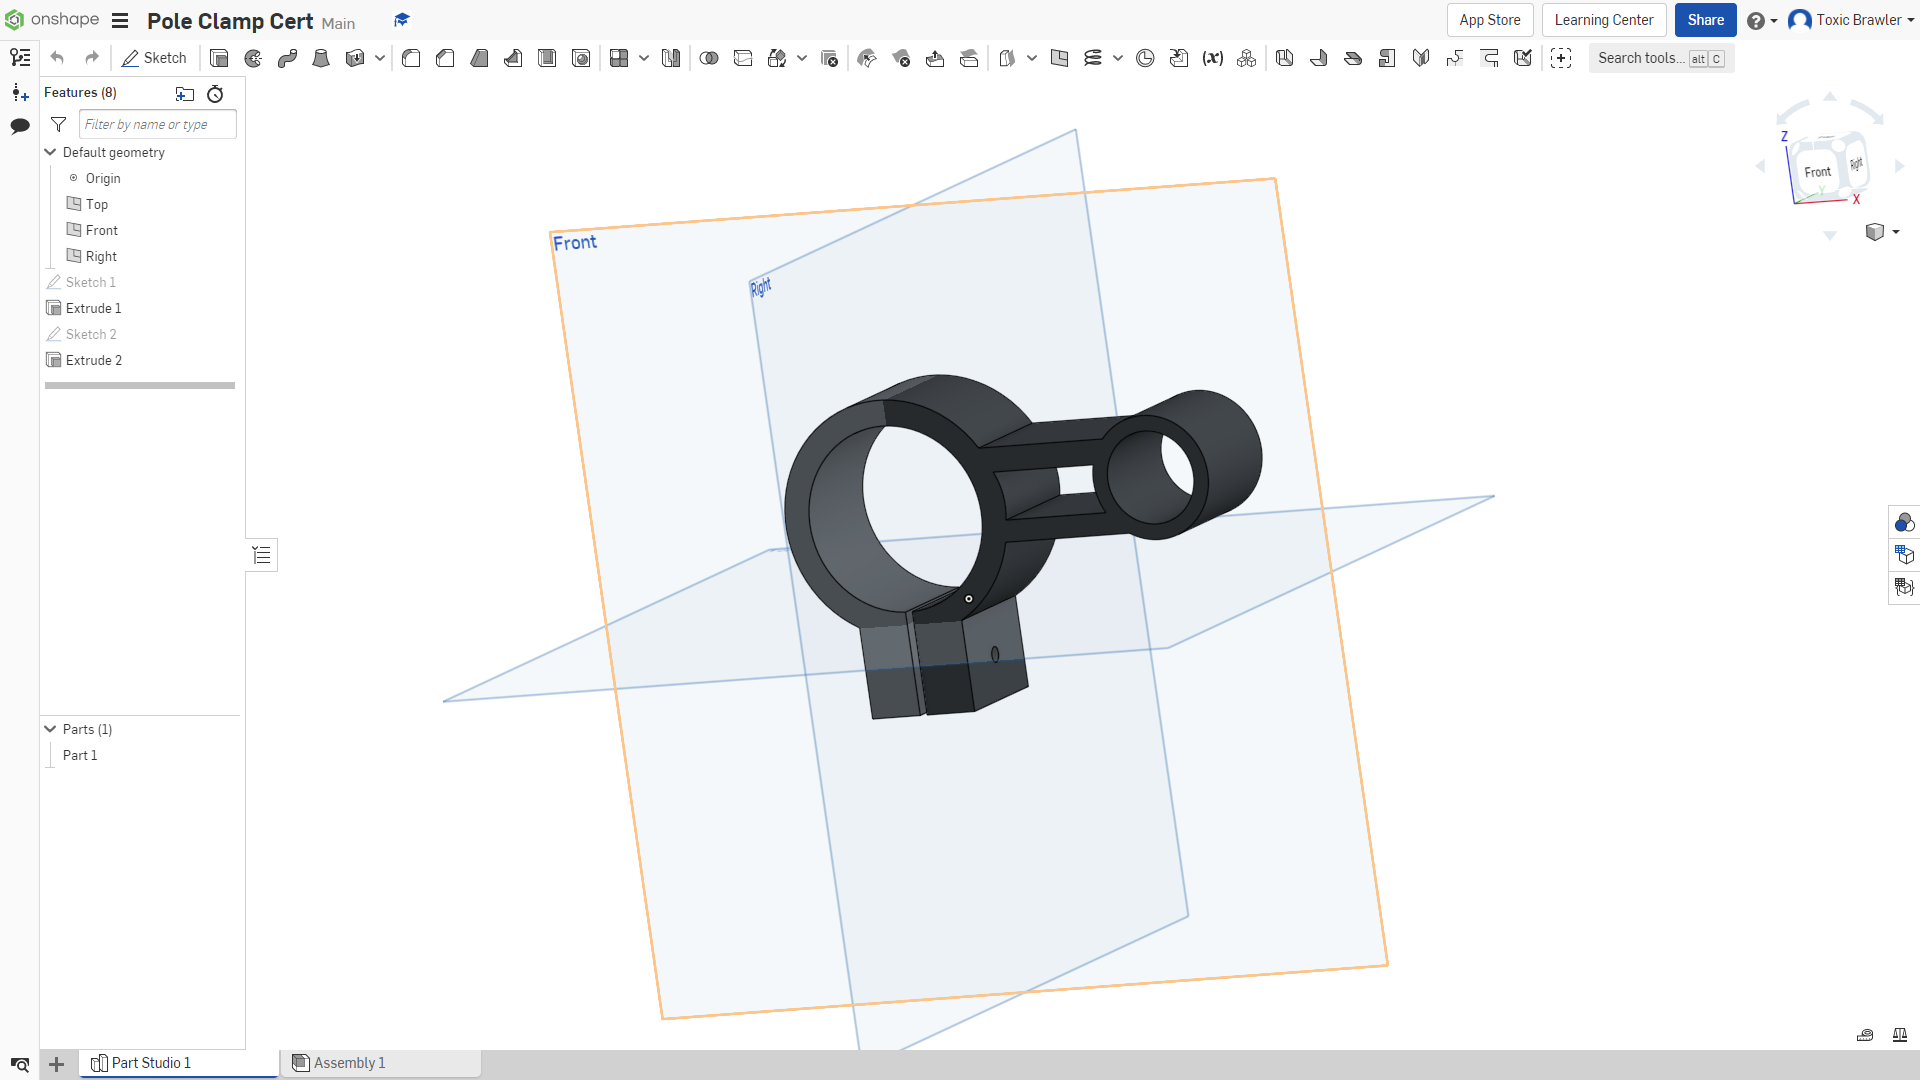 onshape
Pole Clamp Cert Main
App Store
Learning Center
Share
Toxic Brawler
Sketch
Search tools... alt C
Features (8)
Filter by name or type
Default geometry
Origin
Top
Front
Right
Sketch 1
Extrude 1
Sketch 2
Extrude 2
Parts (1)
Part 1
Front
Right
Z
Front
Right
Y
X
Part Studio 1
Assembly 1